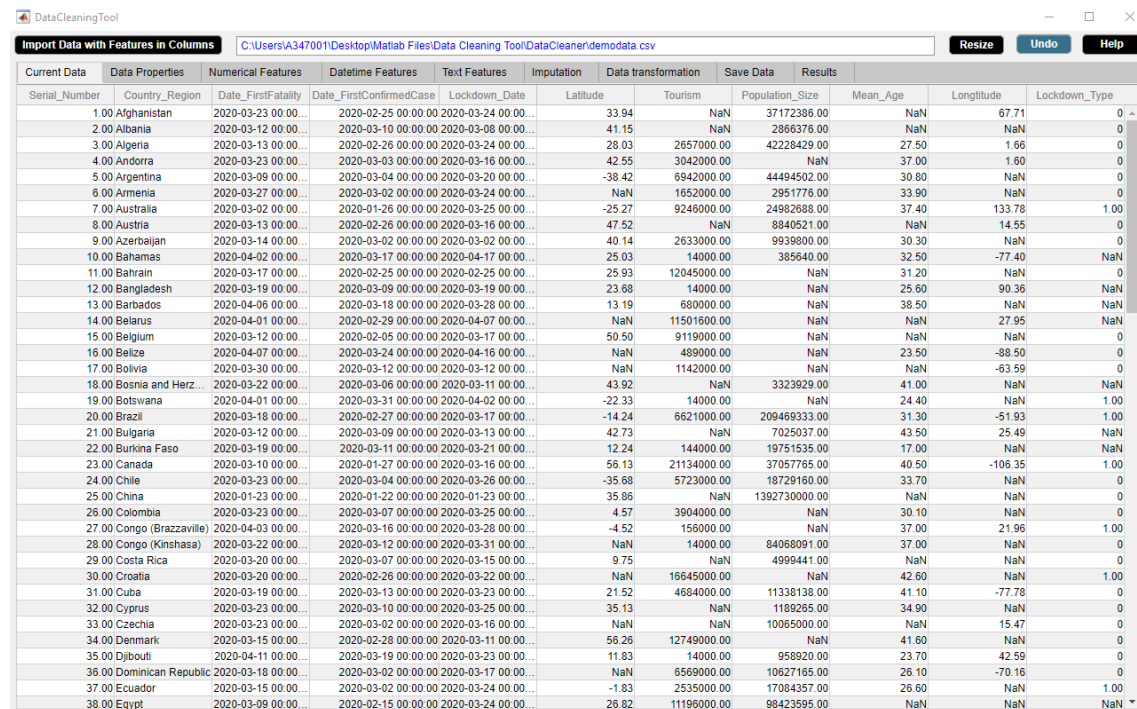 DataCleaningTool
Import Data with Features in Columns C:\Users\A347001\Desktop\Matlab Files\Data Cleaning Tool\DataCleaner\demodata.csv Resize Undo Help
Current Data Data Properties Numerical Features Datetime Features Text Features Imputation Data transformation Save Data Results
Serial_Number Country_Region Date_FirstFatality Date_FirstConfirmedCase Lockdown_Date Latitude Tourism Population_Size Mean_Age Longtitude Lockdown_Type
1.00 Afghanistan 2020-03-23 00:00... 2020-02-25 00:00:00 2020-03-24 00:00... 33.94 NaN 37172386.00 NaN 67.71 0
2.00 Albania 2020-03-12 00:00... 2020-03-10 00:00:00 2020-03-08 00:00... 41.15 NaN 2866376.00 NaN NaN 0
3.00 Algeria 2020-03-13 00:00... 2020-02-26 00:00:00 2020-03-24 00:00... 28.03 2657000.00 42228429.00 27.50 1.66 0
4.00 Andorra 2020-03-23 00:00... 2020-03-03 00:00:00 2020-03-16 00:00... 42.55 3042000.00 NaN 37.00 1.60 0
5.00 Argentina 2020-03-09 00:00... 2020-03-04 00:00:00 2020-03-20 00:00... -38.42 6942000.00 44494502.00 30.80 NaN 0
6.00 Armenia 2020-03-27 00:00... 2020-03-02 00:00:00 2020-03-24 00:00... NaN 1652000.00 2951776.00 33.90 NaN 0
7.00 Australia 2020-03-02 00:00... 2020-01-26 00:00:00 2020-03-25 00:00... -25.27 9246000.00 24982688.00 37.40 133.78 1.00
8.00 Austria 2020-03-13 00:00... 2020-02-26 00:00:00 2020-03-16 00:00... 47.52 NaN 8840521.00 NaN 14.55 0
9.00 Azerbaijan 2020-03-14 00:00... 2020-03-02 00:00:00 2020-03-02 00:00... 40.14 2633000.00 9939800.00 30.30 NaN 0
10.00 Bahamas 2020-04-02 00:00... 2020-03-17 00:00:00 2020-04-17 00:00... 25.03 14000.00 385640.00 32.50 -77.40 NaN
11.00 Bahrain 2020-03-17 00:00... 2020-02-25 00:00:00 2020-02-25 00:00... 25.93 12045000.00 NaN 31.20 NaN 0
12.00 Bangladesh 2020-03-19 00:00... 2020-03-09 00:00:00 2020-03-19 00:00... 23.68 14000.00 NaN 25.60 90.36 NaN
13.00 Barbados 2020-04-06 00:00... 2020-03-18 00:00:00 2020-03-28 00:00... 13.19 680000.00 NaN 38.50 NaN NaN
14.00 Belarus 2020-04-01 00:00... 2020-02-29 00:00:00 2020-04-07 00:00... NaN 11501600.00 NaN NaN 27.95 NaN
15.00 Belgium 2020-03-12 00:00... 2020-02-05 00:00:00 2020-03-17 00:00... 50.50 9119000.00 NaN NaN NaN 0
16.00 Belize 2020-04-07 00:00... 2020-03-24 00:00:00 2020-04-16 00:00... NaN 489000.00 NaN 23.50 -88.50 NaN
17.00 Bolivia 2020-03-30 00:00... 2020-03-12 00:00:00 2020-03-12 00:00... NaN 1142000.00 NaN NaN -63.59 0
18.00 Bosnia and Herz... 2020-03-22 00:00... 2020-03-06 00:00:00 2020-03-11 00:00... 43.92 NaN 3323929.00 41.00 NaN NaN
19.00 Botswana 2020-04-01 00:00... 2020-03-31 00:00:00 2020-04-02 00:00... -22.33 14000.00 NaN 24.40 NaN 1.00
20.00 Brazil 2020-03-18 00:00... 2020-02-27 00:00:00 2020-03-17 00:00... -14.24 6621000.00 209469333.00 31.30 -51.93 1.00
21.00 Bulgaria 2020-03-12 00:00... 2020-03-09 00:00:00 2020-03-13 00:00... 42.73 NaN 7025037.00 43.50 25.49 NaN
22.00 Burkina Faso 2020-03-19 00:00... 2020-03-11 00:00:00 2020-03-21 00:00... 12.24 144000.00 19751535.00 17.00 NaN NaN
23.00 Canada 2020-03-10 00:00... 2020-01-27 00:00:00 2020-03-16 00:00... 56.13 21134000.00 37057765.00 40.50 -106.35 1.00
24.00 Chile 2020-03-23 00:00... 2020-03-04 00:00:00 2020-03-26 00:00... -35.68 5723000.00 18729160.00 33.70 NaN 0
25.00 China 2020-01-23 00:00... 2020-01-22 00:00:00 2020-01-23 00:00... 35.86 NaN 1392730000.00 NaN NaN 0
26.00 Colombia 2020-03-23 00:00... 2020-03-07 00:00:00 2020-03-25 00:00... 4.57 3904000.00 NaN 30.10 NaN 0
27.00 Congo (Brazzaville) 2020-04-03 00:00... 2020-03-16 00:00:00 2020-03-28 00:00... -4.52 156000.00 NaN 37.00 21.96 1.00
28.00 Congo (Kinshasa) 2020-03-22 00:00... 2020-03-12 00:00:00 2020-03-31 00:00... NaN 14000.00 84068091.00 37.00 NaN 0
29.00 Costa Rica 2020-03-20 00:00... 2020-03-07 00:00:00 2020-03-15 00:00... 9.75 NaN 4999441.00 NaN NaN 0
30.00 Croatia 2020-03-20 00:00... 2020-02-26 00:00:00 2020-03-22 00:00... NaN 16645000.00 NaN 42.60 NaN 1.00
31.00 Cuba 2020-03-19 00:00... 2020-03-13 00:00:00 2020-03-23 00:00... 21.52 4684000.00 11338138.00 41.10 -77.78 0
32.00 Cyprus 2020-03-23 00:00... 2020-03-10 00:00:00 2020-03-25 00:00... 35.13 NaN 1189265.00 34.90 NaN 0
33.00 Czechia 2020-03-23 00:00... 2020-03-02 00:00:00 2020-03-16 00:00... NaN NaN 10065000.00 NaN 15.47 0
34.00 Denmark 2020-03-15 00:00... 2020-02-28 00:00:00 2020-03-11 00:00... 56.26 12749000.00 NaN 41.60 NaN 0
35.00 Djibouti 2020-04-11 00:00... 2020-03-19 00:00:00 2020-03-23 00:00... 11.83 14000.00 958920.00 23.70 42.59 0
36.00 Dominican Republic 2020-03-18 00:00... 2020-03-02 00:00:00 2020-03-17 00:00... NaN 6569000.00 10627165.00 26.10 -70.16 0
37.00 Ecuador 2020-03-15 00:00... 2020-03-02 00:00:00 2020-03-24 00:00... -1.83 2535000.00 17084357.00 26.60 NaN 1.00
38.00 Egypt 2020-03-09 00:00... 2020-02-15 00:00:00 2020-03-24 00:00... 26.82 11196000.00 98423595.00 NaN NaN NaN